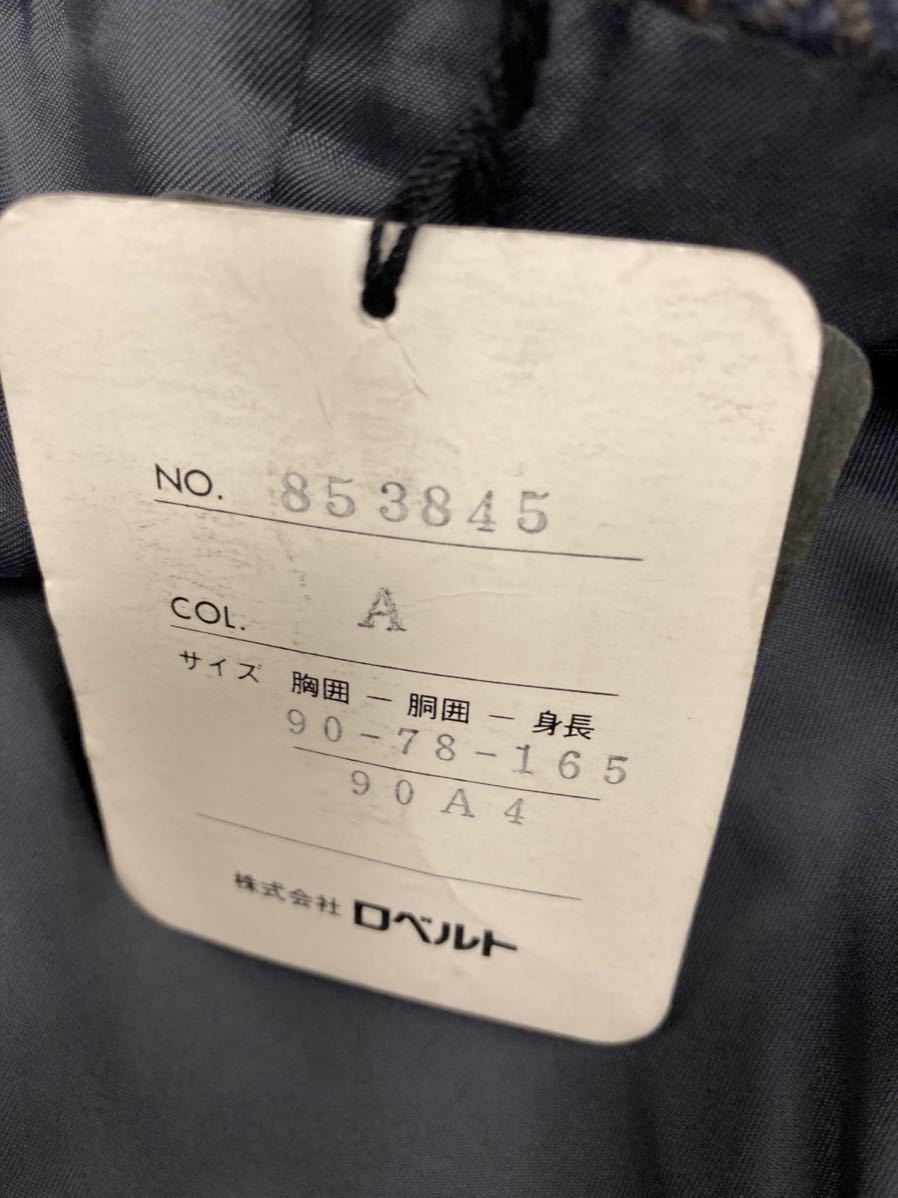 NO. 853845
COL. A
サイズ 胸囲 ― 胴囲 ― 身長
90-78-165
90A4
株式会社 ロベルト